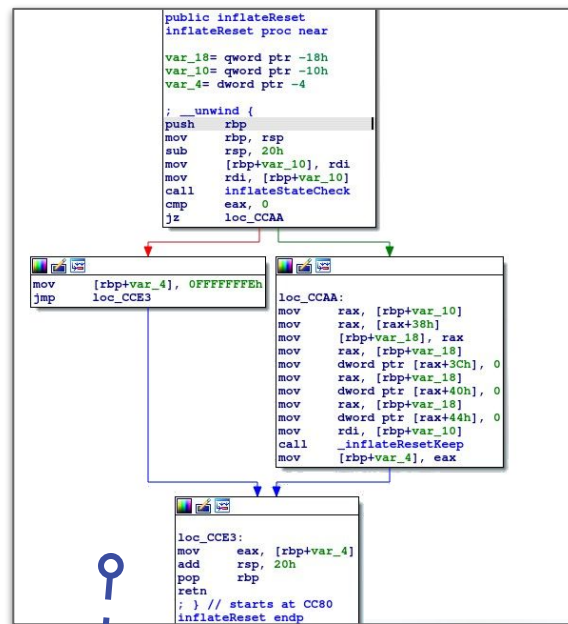 public inflateReset
inflateReset proc near
var_18= qword ptr -18h
var_10= qword ptr -10h
var_4= dword ptr -4
; __unwind {
push rbp
mov rbp, rsp
sub rsp, 20h
mov [rbp+var_10], rdi
mov rdi, [rbp+var_10]
call inflateStateCheck
cmp eax, 0
jz loc_CCAA
mov [rbp+var_4], 0FFFFFFFEh
jmp loc_CCE3
loc_CCAA:
mov rax, [rbp+var_10]
mov rax, [rax+38h]
mov [rbp+var_18], rax
mov rax, [rbp+var_18]
mov dword ptr [rax+3Ch], 0
mov rax, [rbp+var_18]
mov dword ptr [rax+40h], 0
mov rax, [rbp+var_18]
mov dword ptr [rax+44h], 0
mov rdi, [rbp+var_10]
call _inflateResetKeep
mov [rbp+var_4], eax
loc_CCE3:
mov eax, [rbp+var_4]
add rsp, 20h
pop rbp
retn
; } // starts at CC80
inflateReset endp